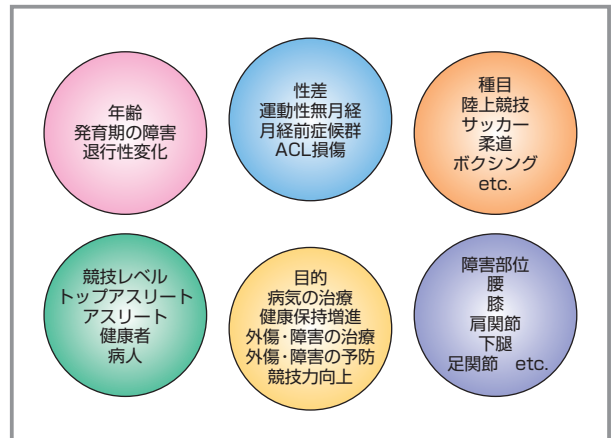 年齢
発育期の障害
退行性変化
性差
運動性無月経
月経前症候群
ACL損傷
種目
陸上競技
サッカー
柔道
ボクシング
etc.
競技レベル
トップアスリート
アスリート
健康者
病人
目的
病気の治療
健康保持増進
外傷・障害の治療
外傷・障害の予防
競技力向上
障害部位
腰
膝
肩関節
下腿
足関節　etc.